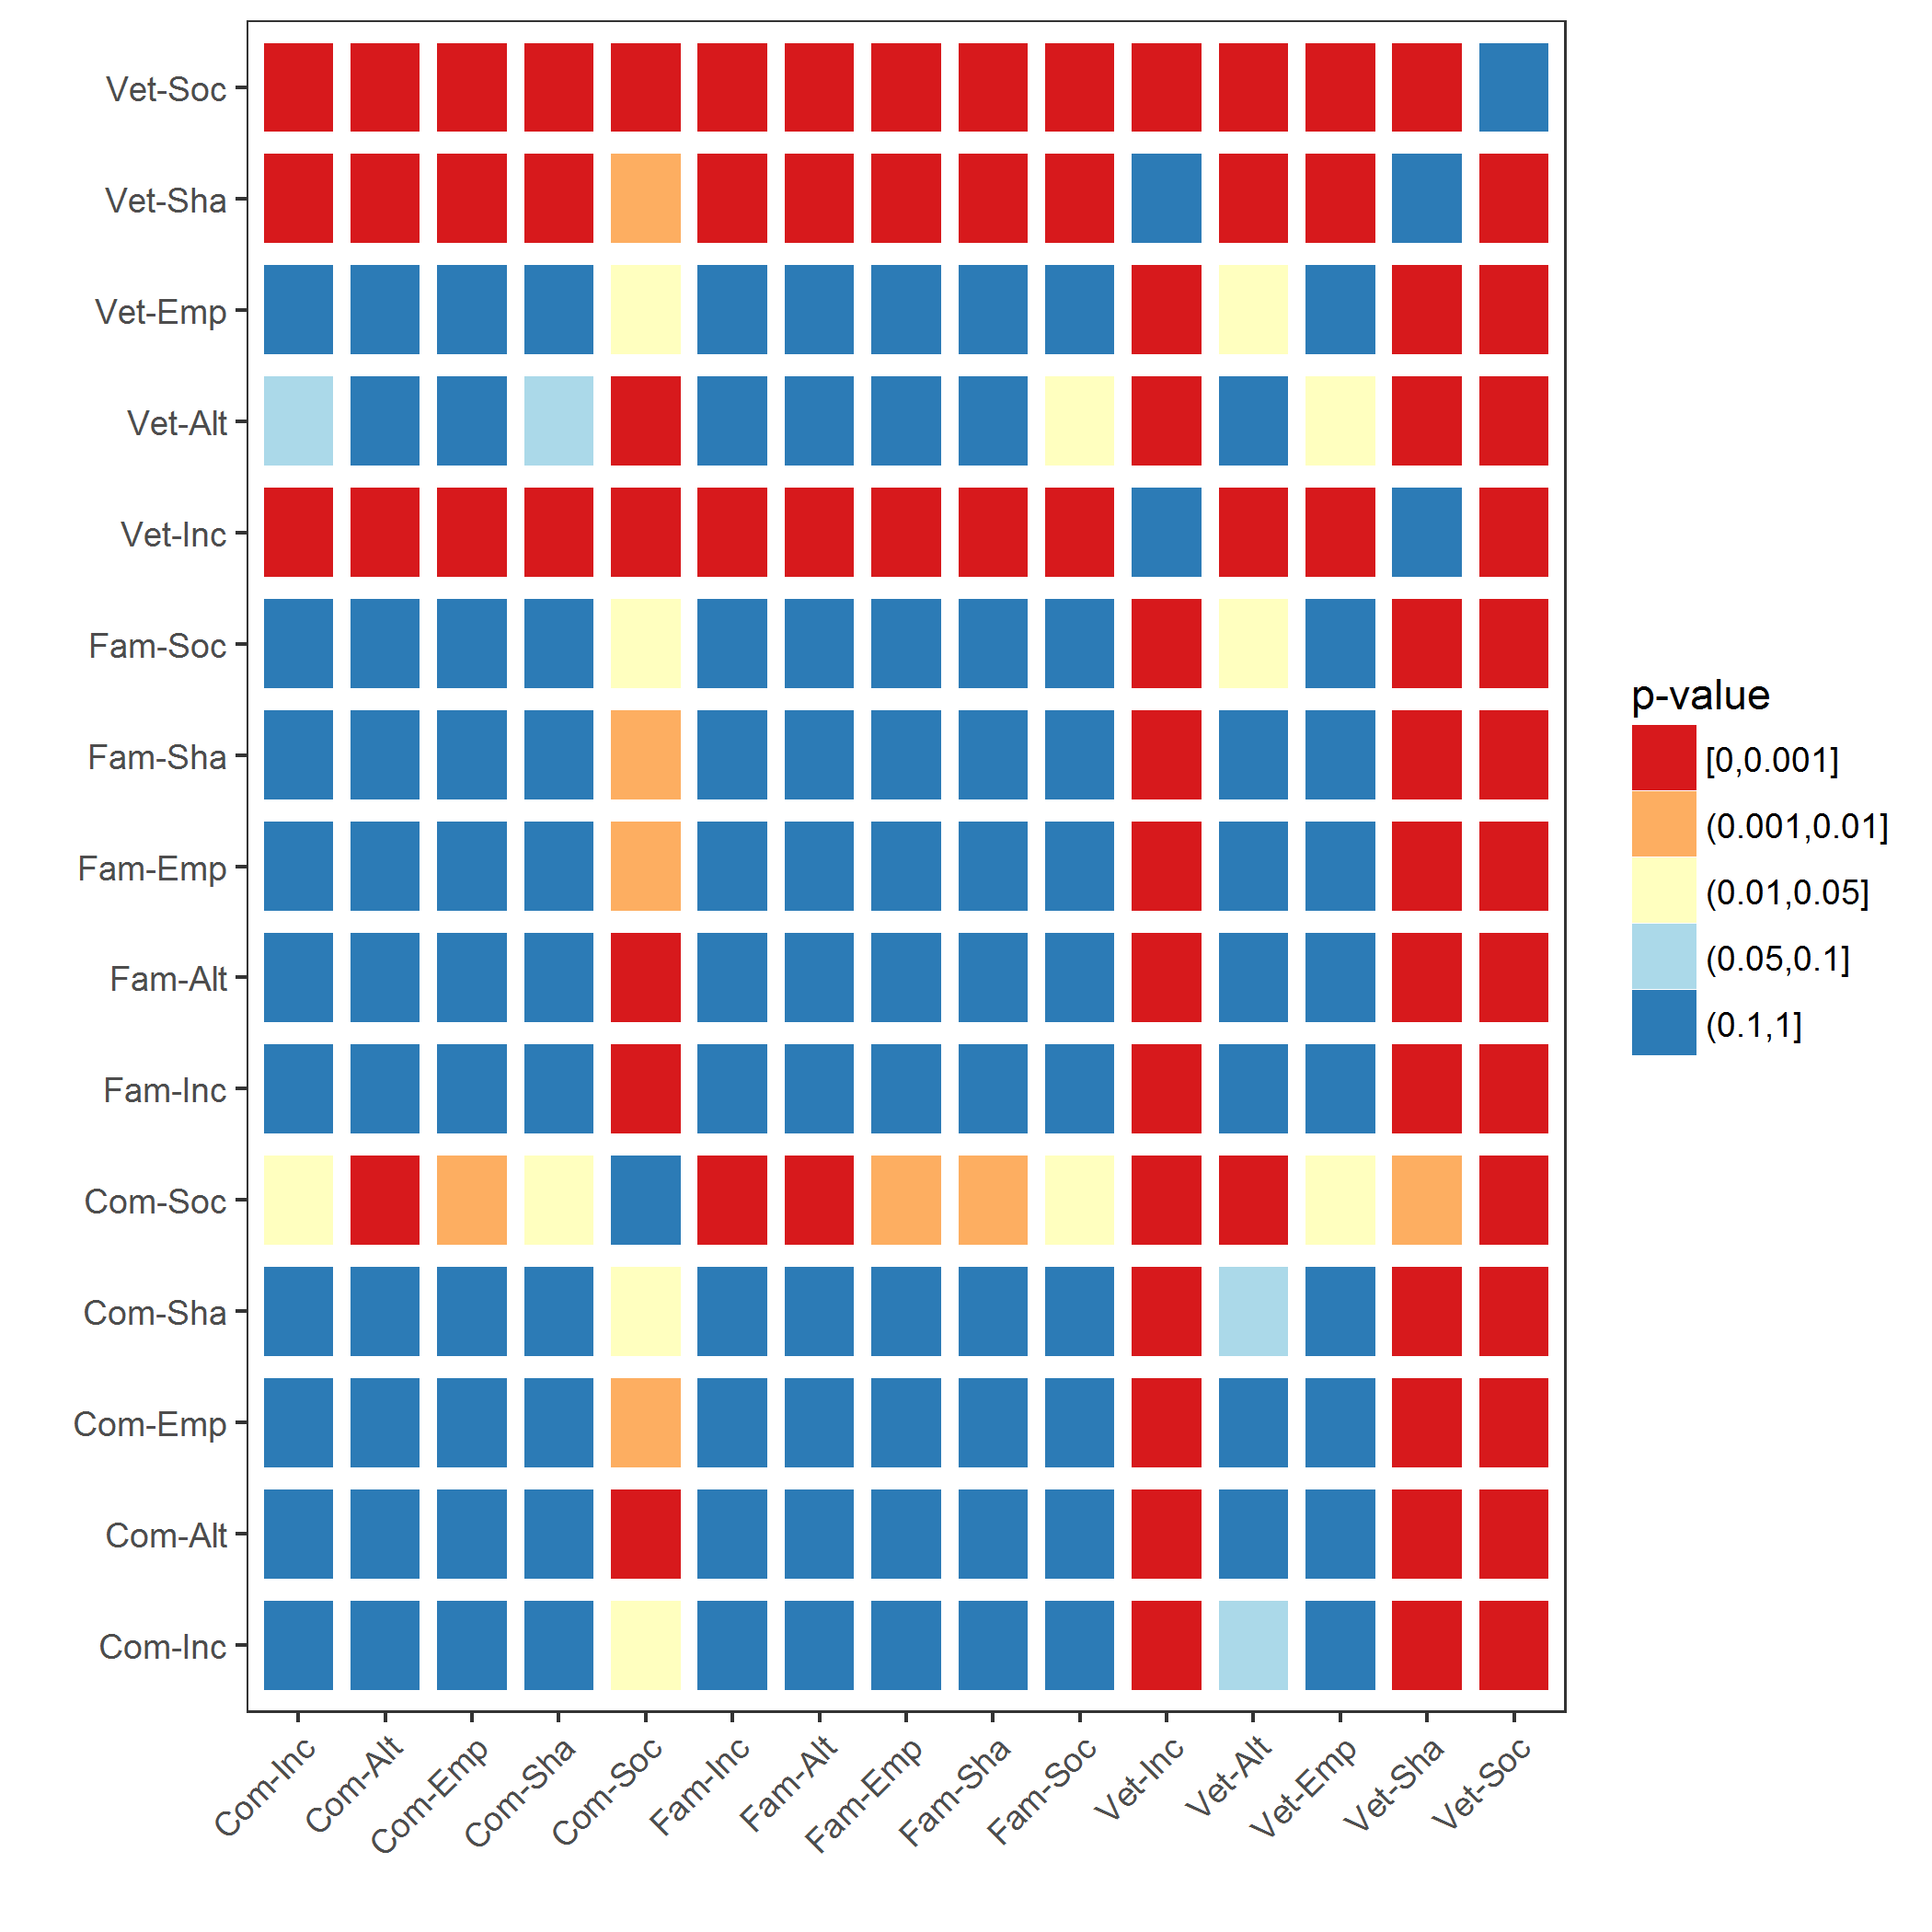 Vet-Soc
Vet-Sha
Vet-Emp
Vet-Alt
Vet-Inc
Fam-Soc
Fam-Sha
Fam-Emp
Fam-Alt
Fam-Inc
Com-Soc
Com-Sha
Com-Emp
Com-Alt
Com-Inc
Com-Inc
Com-Alt
Com-Emp
Com-Sha
Com-Soc
Fam-Inc
Fam-Alt
Fam-Emp
Fam-Sha
Fam-Soc
Vet-Inc
Vet-Alt
Vet-Emp
Vet-Sha
Vet-Soc
p-value
[0,0.001]
(0.001,0.01]
(0.01,0.05]
(0.05,0.1]
(0.1,1]